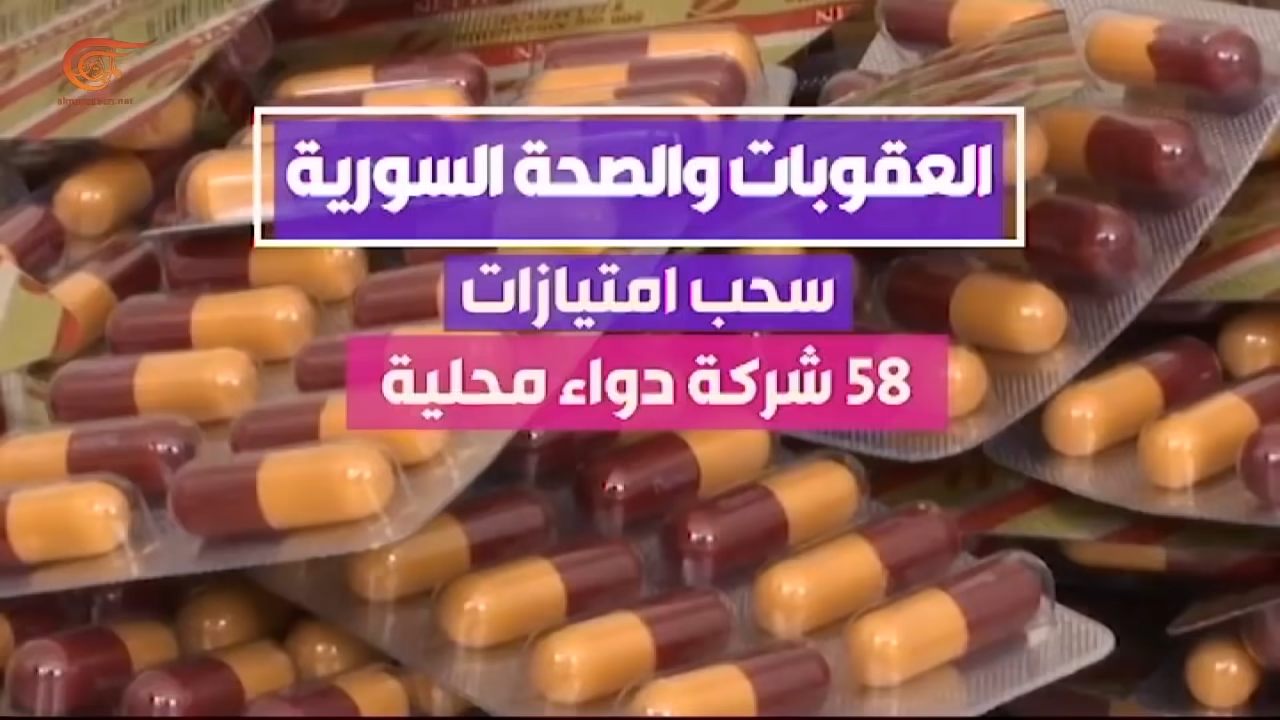 العقوبات والصحة السورية
سحب امتيازات
58 شركة دواء محلية